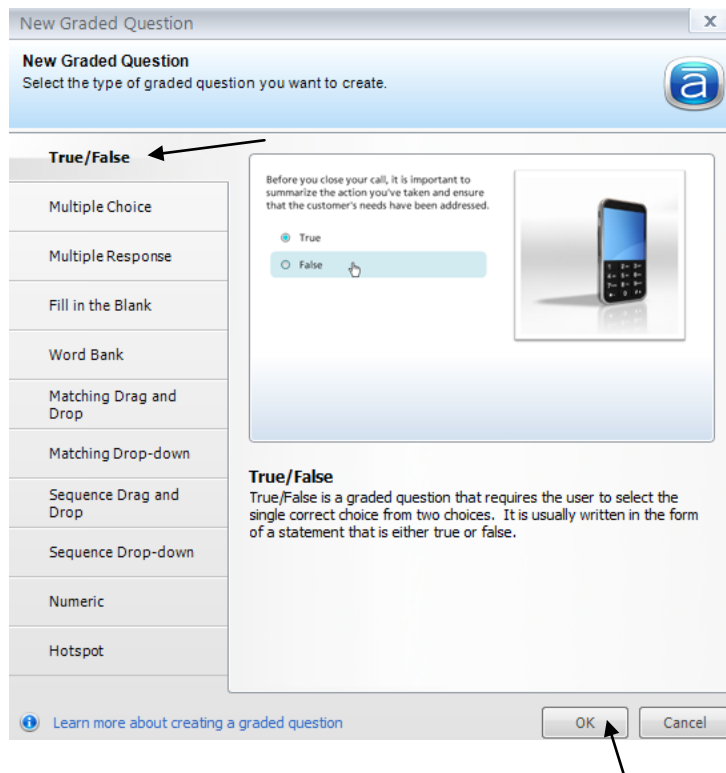 New Graded Question
x
New Graded Question
Select the type of graded question you want to create.
ā
True/False
Multiple Choice
Multiple Response
Fill in the Blank
Word Bank
Matching Drag and
Drop
Matching Drop-down
Sequence Drag and
Drop
Sequence Drop-down
Numeric
Hotspot
Before you close your call, it is important to
summarize the action you've taken and ensure
that the customer's needs have been addressed.
True
False
True/False
True/False is a graded question that requires the user to select the
single correct choice from two choices.  It is usually written in the form
of a statement that is either true or false.
Learn more about creating a graded question
OK
Cancel